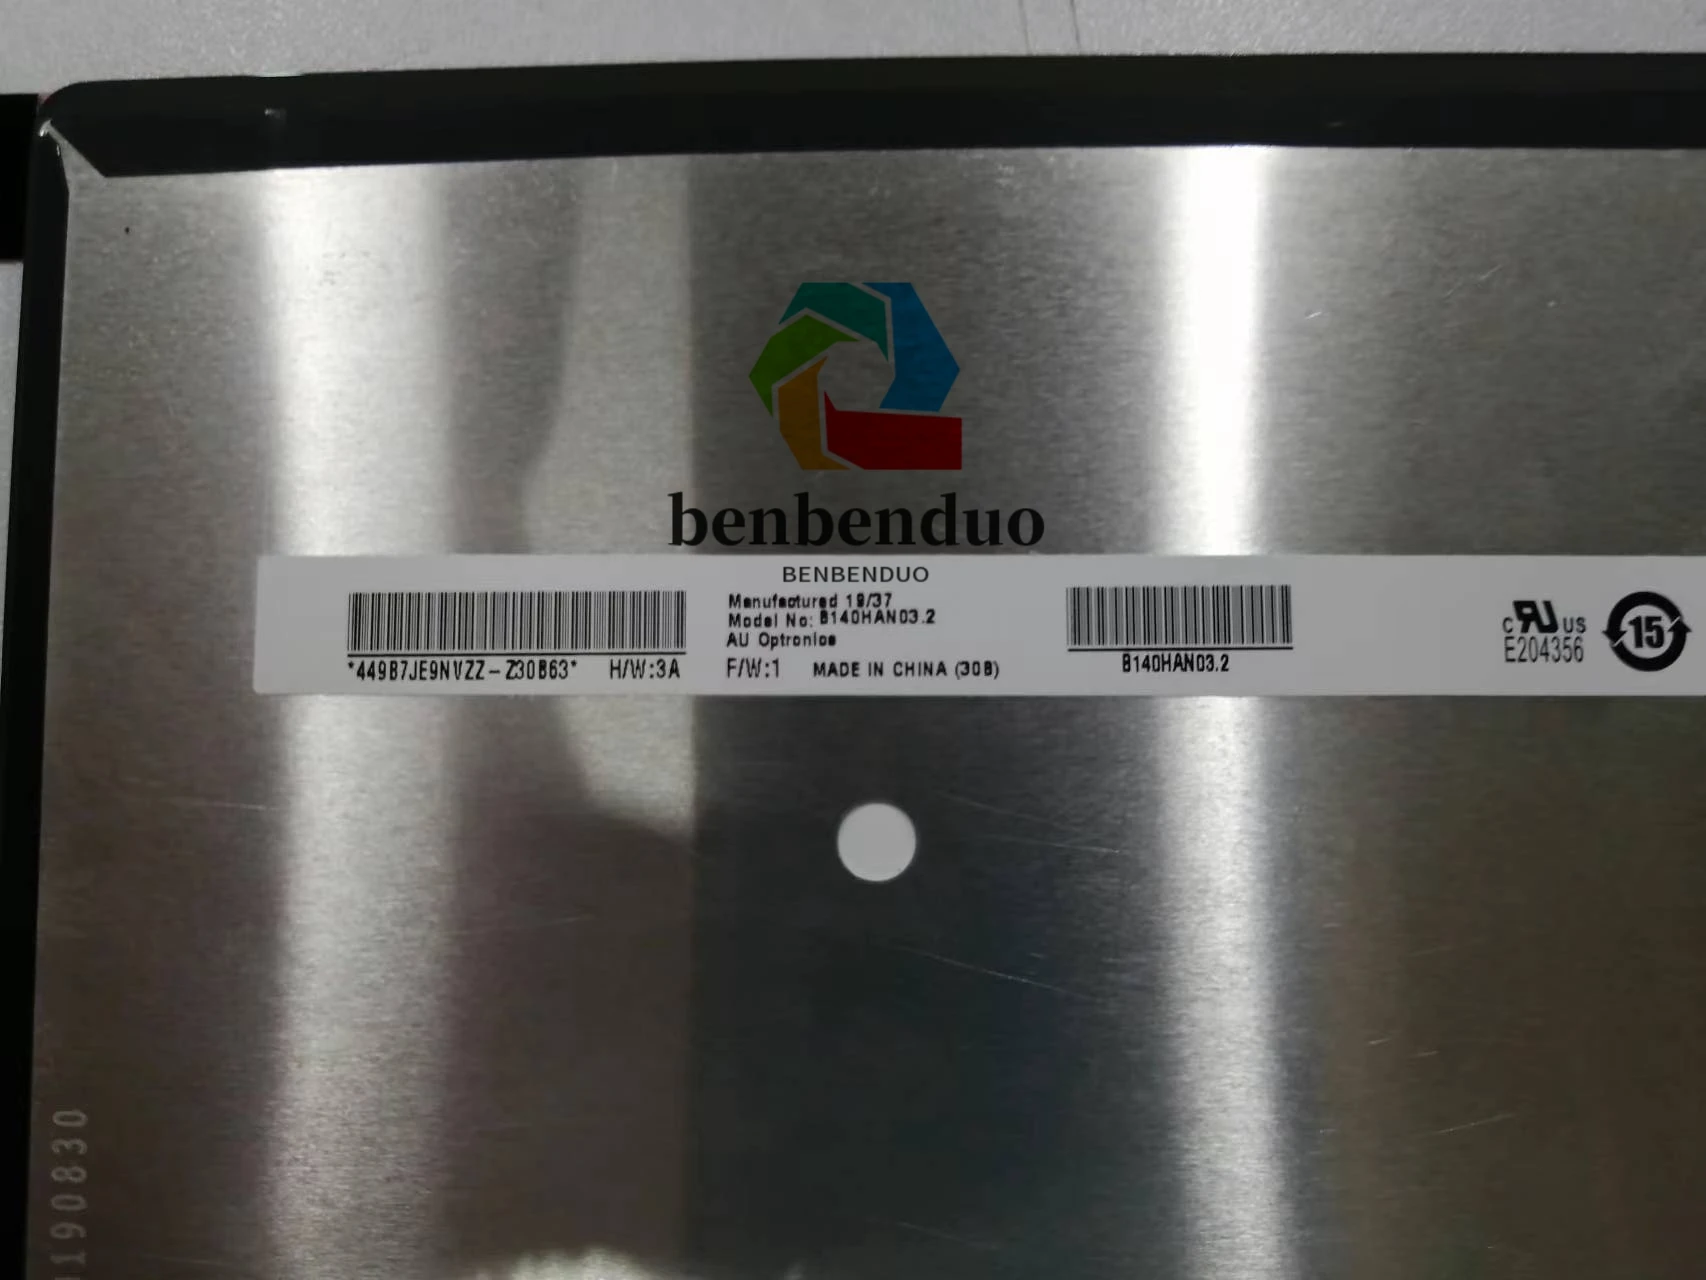 benbenduo
BENBENDUO
Manufactured 19/37
Model No: B140HAN03.2
AU Optronics
*449B7JE9NVZZ-Z30B63* H/W:3A F/W:1 MADE IN CHINA (30B)
B140HAN03.2
c RU US
E204356
15
190830